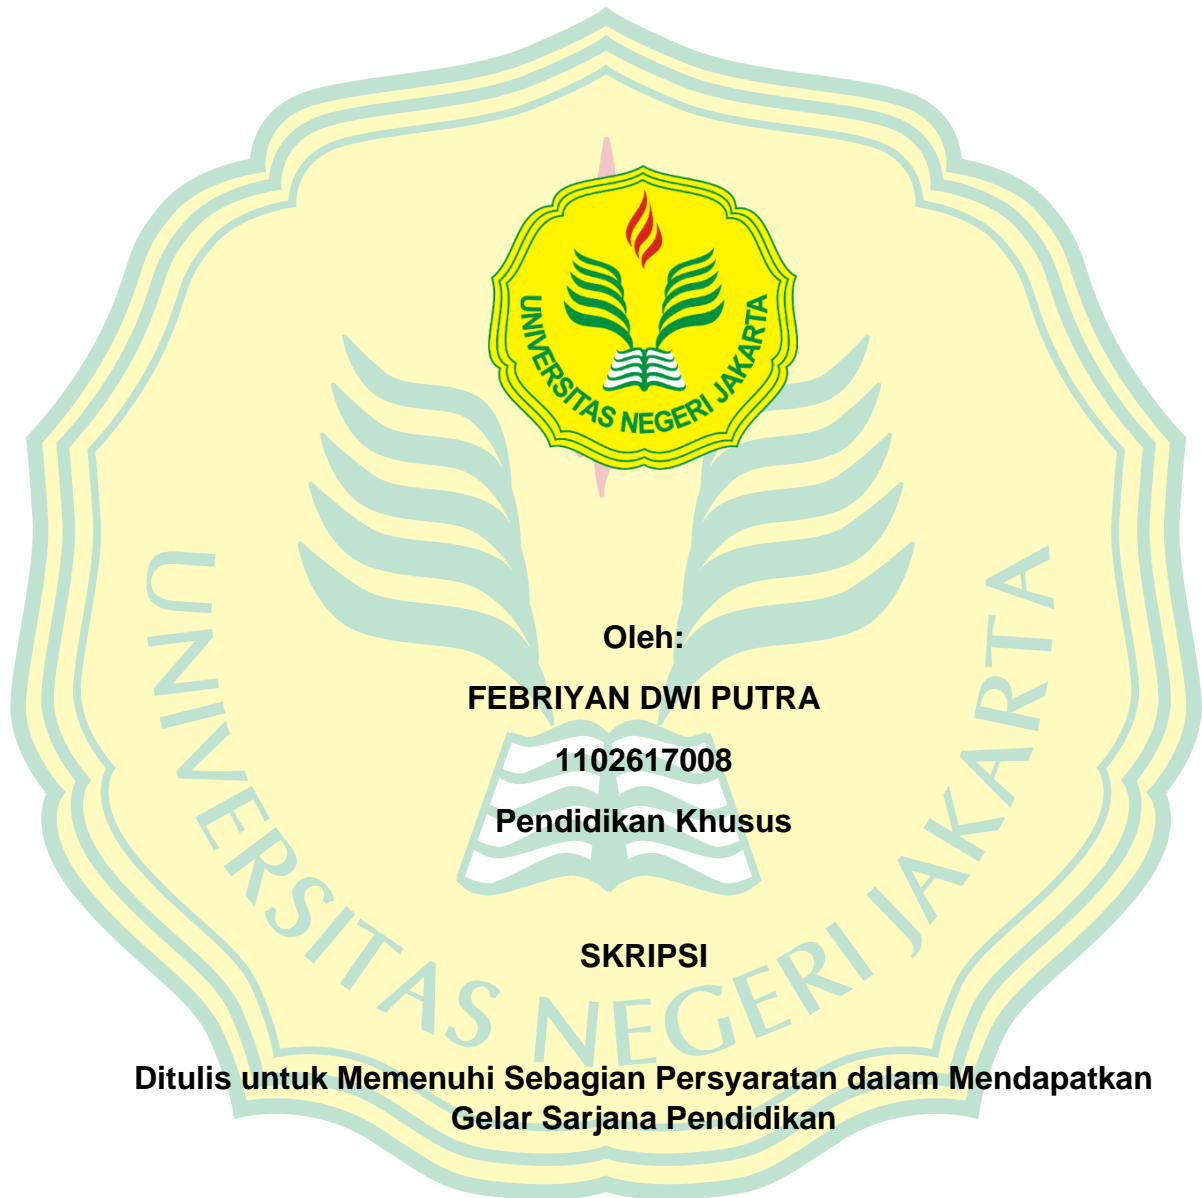 UNIVERSITAS NEGERI JAKARTA
Oleh:
FEBRIYAN DWI PUTRA
1102617008
Pendidikan Khusus
SKRIPSI
Ditulis untuk Memenuhi Sebagian Persyaratan dalam Mendapatkan
Gelar Sarjana Pendidikan
UNIVERSITAS NEGERI JAKARTA